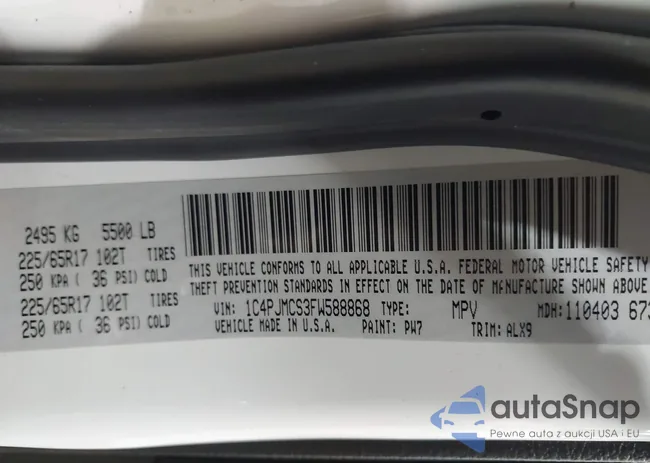 2495 KG 5500 LB
225/65R17 102T TIRES
250 KPA ( 36 PSI) COLD
225/65R17 102T TIRES
250 KPA ( 36 PSI) COLD
THIS VEHICLE CONFORMS TO ALL APPLICABLE U.S.A. FEDERAL MOTOR VEHICLE SAFETY
THEFT PREVENTION STANDARDS IN EFFECT ON THE DATE OF MANUFACTURE SHOWN ABOVE
VIN: 1C4PJMCS3FW588868 TYPE: MPV MDH: 110403 673
VEHICLE MADE IN U.S.A. PAINT: PW7 TRIM: ALX9
autoSnap
Pewne auta z aukcji USA i EU